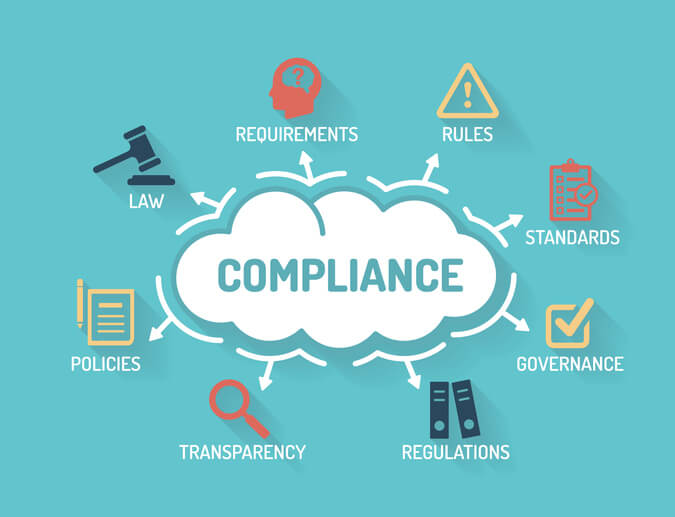 REQUIREMENTS
RULES
LAW
STANDARDS
COMPLIANCE
POLICIES
GOVERNANCE
TRANSPARENCY
REGULATIONS